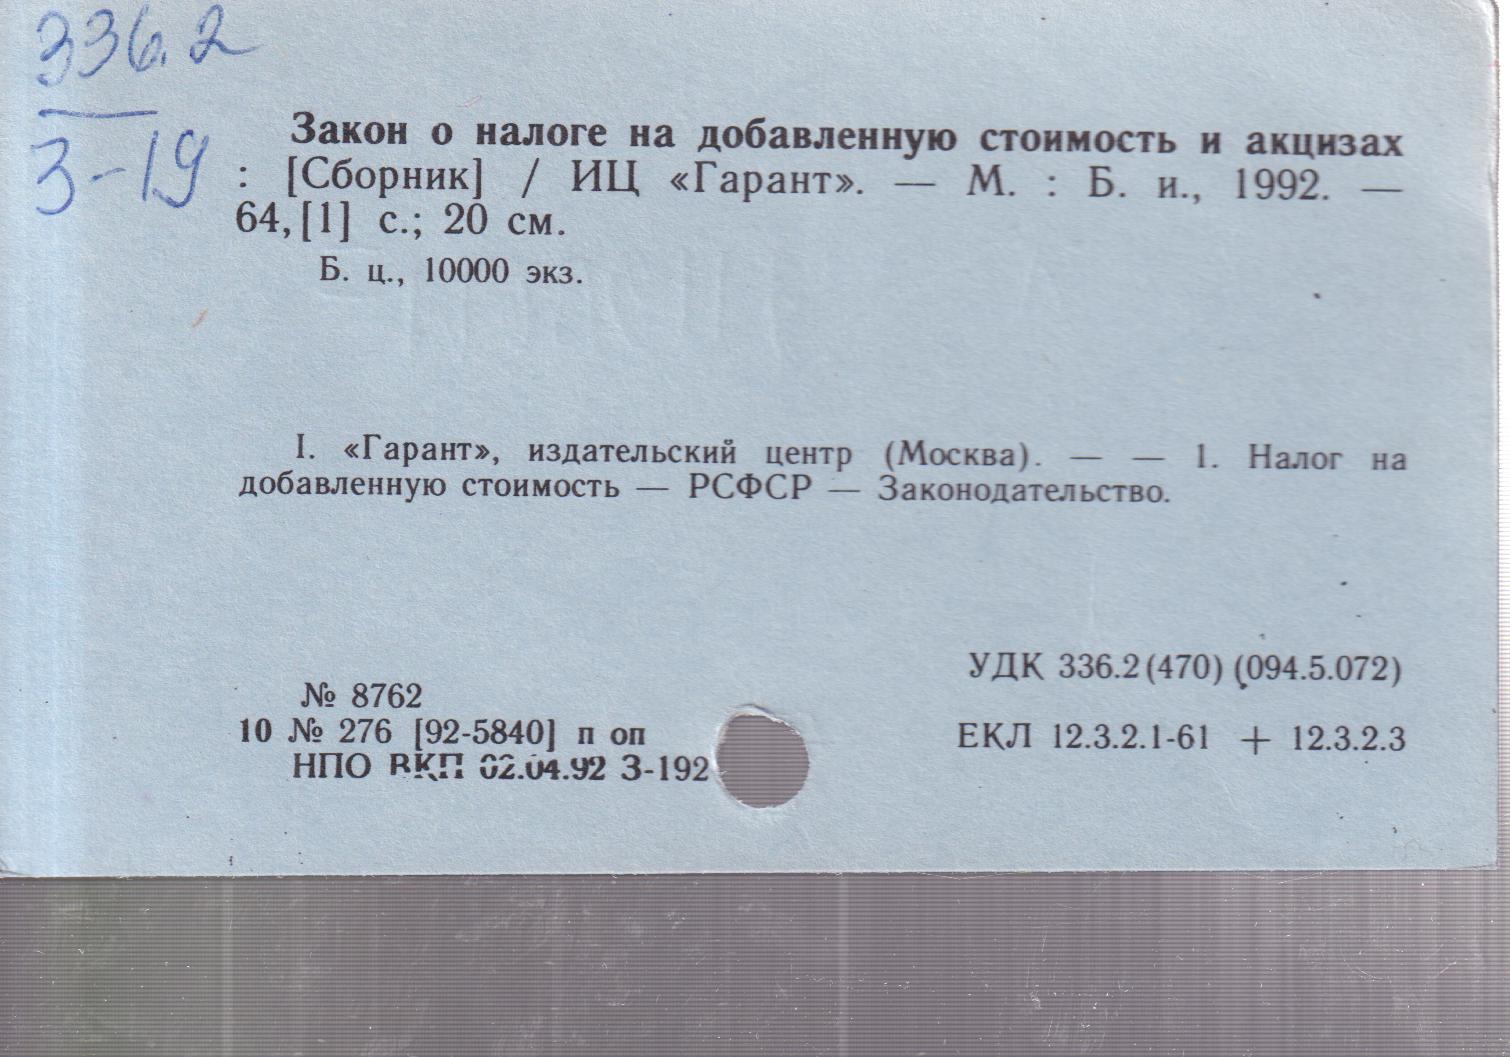 336.2
З-19
Закон о налоге на добавленную стоимость и акцизах
: [Сборник] / ИЦ «Гарант». — М. : Б. и., 1992. —
64, [1] с.; 20 см.
Б. ц., 10000 экз.
I. «Гарант», издательский центр (Москва). — — 1. Налог на
добавленную стоимость — РСФСР — Законодательство.
УДК 336.2(470) (094.5.072)
№ 8762
10 № 276 [92-5840] п оп
ЕКЛ 12.3.2.1-61 + 12.3.2.3
НПО ВКП 02.04.92 З-192